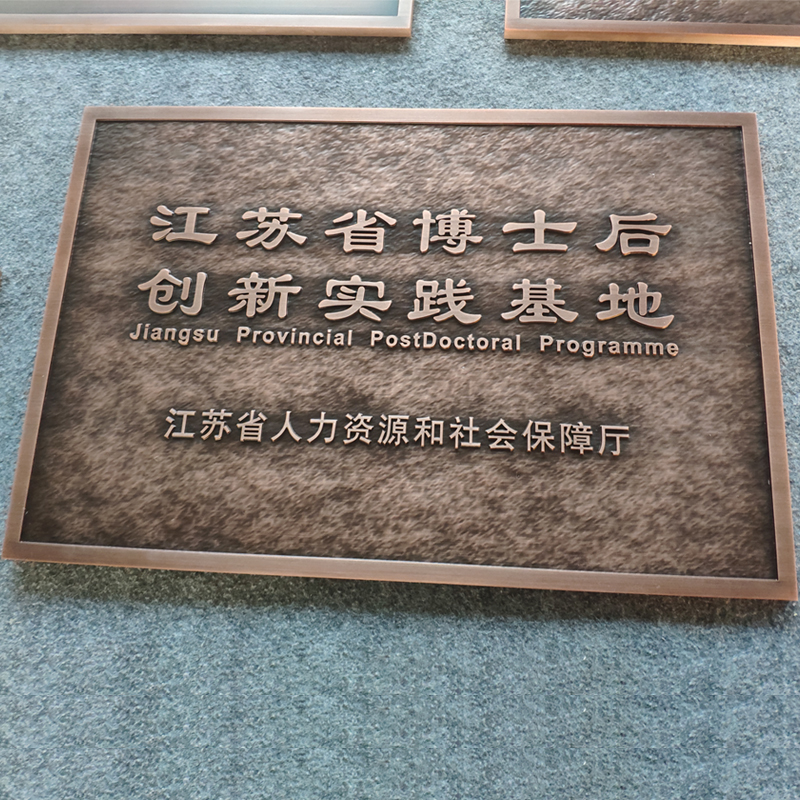 江苏省博士后
创新实践基地
Jiangsu Provincial PostDoctoral Programme
江苏省人力资源和社会保障厅